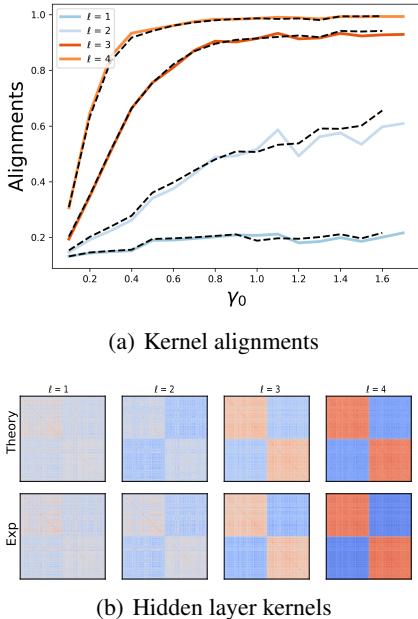 1.0
0.8
0.6
0.4
0.2
Alignments
ℓ = 1
ℓ = 2
ℓ = 3
ℓ = 4
0.2 0.4 0.6 0.8 1.0 1.2 1.4 1.6
γ₀
(a) Kernel alignments
ℓ = 1 ℓ = 2 ℓ = 3 ℓ = 4
Theory
Exp
(b) Hidden layer kernels